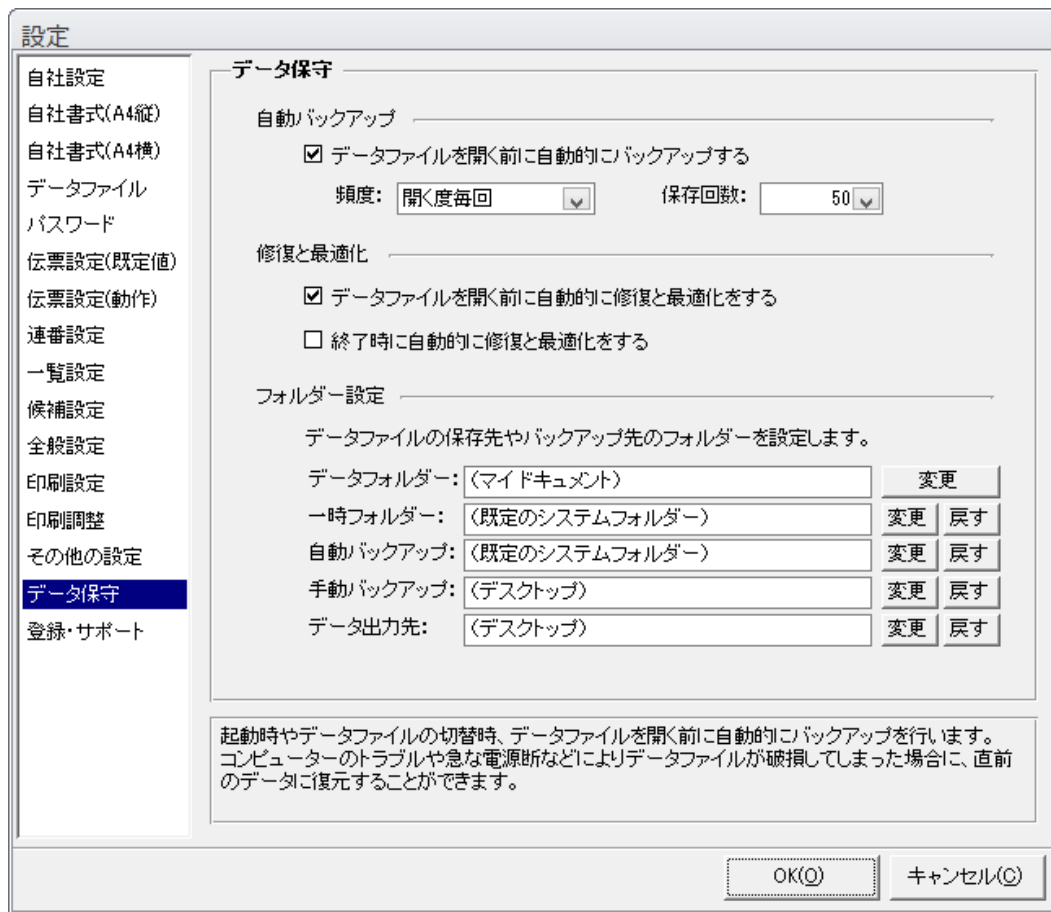 設定
自社設定
自社書式(A4縦)
自社書式(A4横)
データファイル
パスワード
伝票設定(既定値)
伝票設定(動作)
連番設定
一覧設定
候補設定
全般設定
印刷設定
印刷調整
その他の設定
データ保守
登録・サポート
データ保守
自動バックアップ
データファイルを開く前に自動的にバックアップする
頻度: 開く度毎回 保存回数: 50
修復と最適化
データファイルを開く前に自動的に修復と最適化をする
終了時に自動的に修復と最適化をする
フォルダー設定
データファイルの保存先やバックアップ先のフォルダーを設定します。
データフォルダー: (マイドキュメント) 変更
一時フォルダー: (既定のシステムフォルダー) 変更 戻す
自動バックアップ: (既定のシステムフォルダー) 変更 戻す
手動バックアップ: (デスクトップ) 変更 戻す
データ出力先: (デスクトップ) 変更 戻す
起動時やデータファイルの切替時、データファイルを開く前に自動的にバックアップを行います。
コンピューターのトラブルや急な電源断などによりデータファイルが破損してしまった場合に、直前
のデータに復元することができます。
OK(O) キャンセル(C)